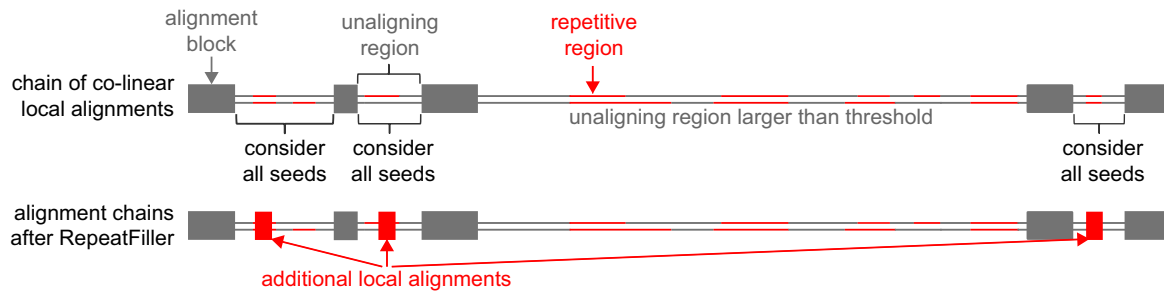 alignment
block
unaligning
region
repetitive
region
chain of co-linear
local alignments
unaligning region larger than threshold
consider
all seeds
consider
all seeds
consider
all seeds
alignment chains
after RepeatFiller
additional local alignments